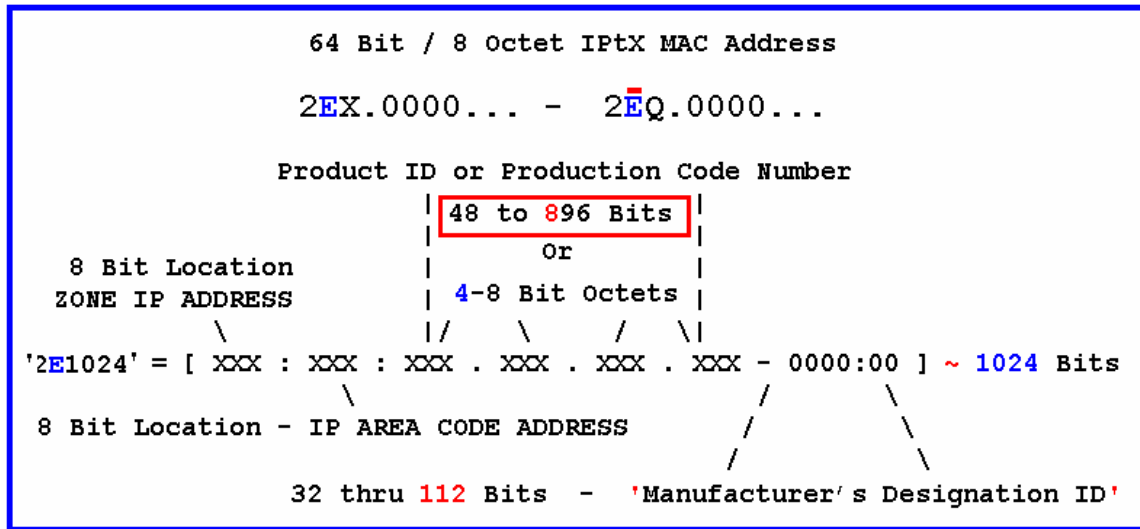 64 Bit / 8 Octet IPtX MAC Address
2EX.0000... - 2ĒQ.0000...
Product ID or Production Code Number
48 to 896 Bits
Or
8 Bit Location
ZONE IP ADDRESS
4-8 Bit Octets
'2E1024' = [ XXX : XXX : XXX . XXX . XXX . XXX - 0000:00 ] ~ 1024 Bits
8 Bit Location - IP AREA CODE ADDRESS
32 thru 112 Bits - 'Manufacturer's Designation ID'